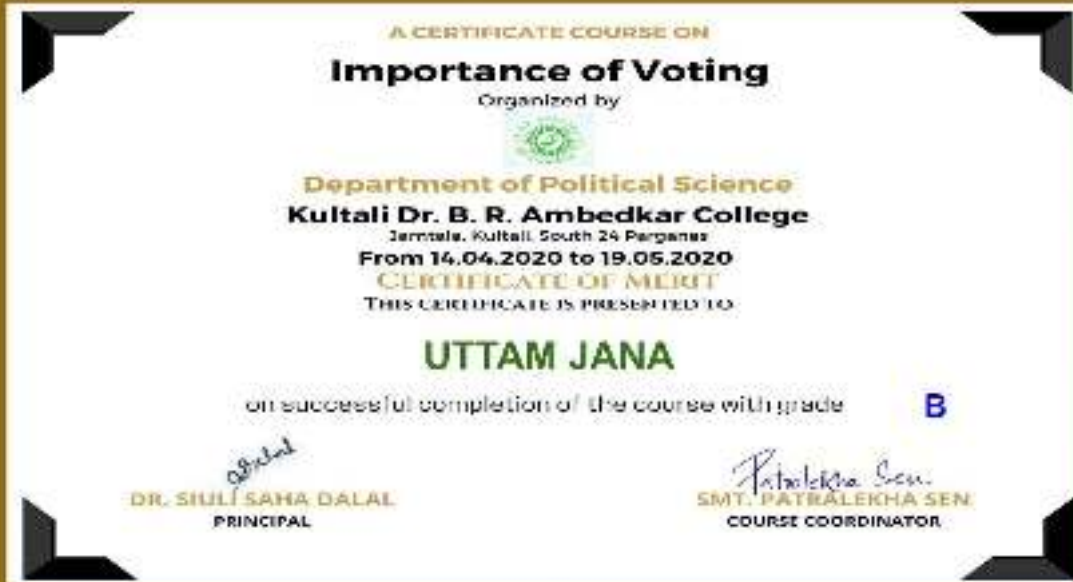 A CERTIFICATE COURSE ON
Importance of Voting
Organized by
Department of Political Science
Kultali Dr. B. R. Ambedkar College
Jamtala, Kultali, South 24 Parganas
From 14.04.2020 to 19.05.2020
CERTIFICATE OF MERIT
THIS CERTIFICATE IS PRESENTED TO
UTTAM JANA
on successful completion of the course with grade B
DR. SIULI SAHA DALAL
PRINCIPAL
Patralekha Sen.
SMT. PATRALEKHA SEN
COURSE COORDINATOR